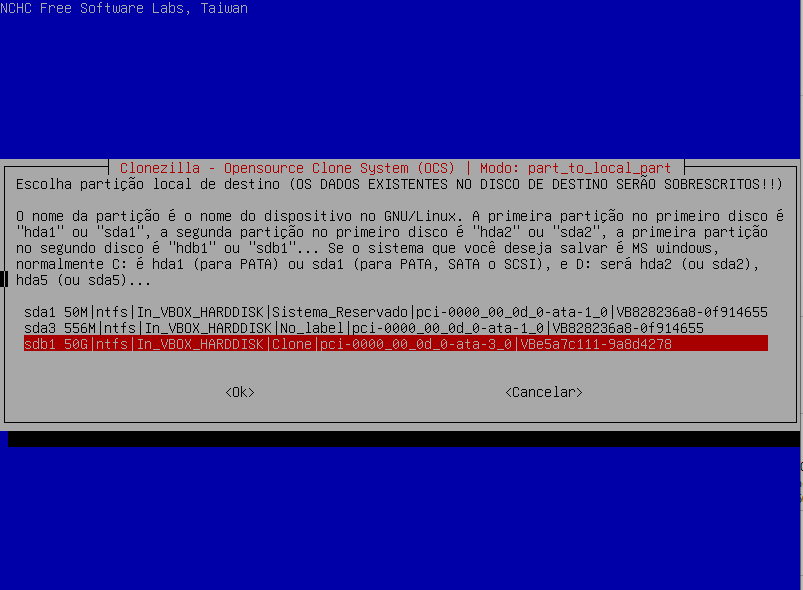 NCHC Free Software Labs, Taiwan
Clonezilla - Opensource Clone System (OCS) | Modo: part_to_local_part
Escolha partição local de destino (OS DADOS EXISTENTES NO DISCO DE DESTINO SERÃO SOBRESCRITOS!!)
O nome da partição é o nome do dispositivo no GNU/Linux. A primeira partição no primeiro disco é
"hda1" ou "sda1", a segunda partição no primeiro disco é "hda2" ou "sda2", a primeira partição
no segundo disco é "hdb1" ou "sdb1"... Se o sistema que você deseja salvar é MS windows,
normalmente C: é hda1 (para PATA) ou sda1 (para PATA, SATA o SCSI), e D: será hda2 (ou sda2),
hda5 (ou sda5)...
sda1 50M|ntfs|In_VBOX_HARDDISK|Sistema_Reservado|pci-0000_00_0d_0-ata-1_0|VB828236a8-0f914655
sda3 556M|ntfs|In_VBOX_HARDDISK|No_label|pci-0000_00_0d_0-ata-1_0|VB828236a8-0f914655
sdb1 50G|ntfs|In_VBOX_HARDDISK|Clone|pci-0000_00_0d_0-ata-3_0|VBe5a7c111-9a8d4278
<Ok>
<Cancelar>